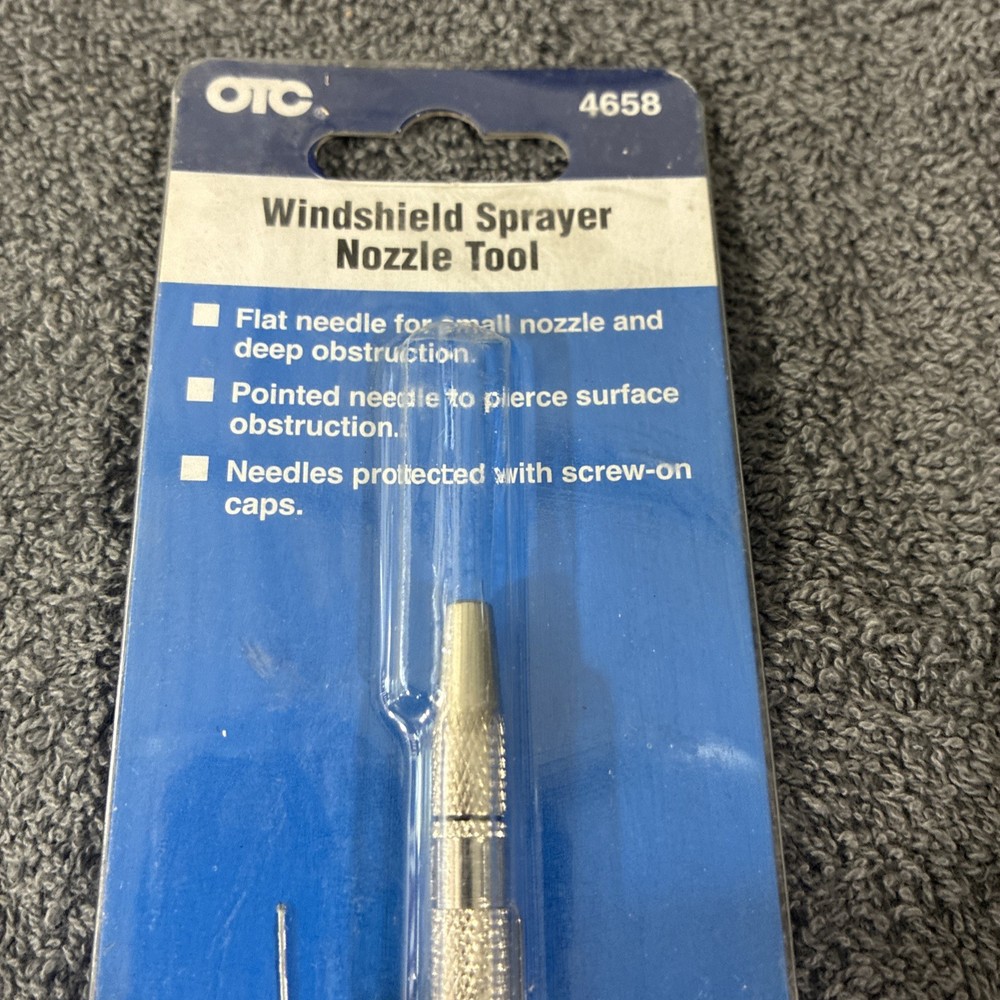 OTC®
4658
Windshield Sprayer
Nozzle Tool
Flat needle for small nozzle and
deep obstruction.
Pointed needle to pierce surface
obstruction.
Needles protected with screw-on
caps.